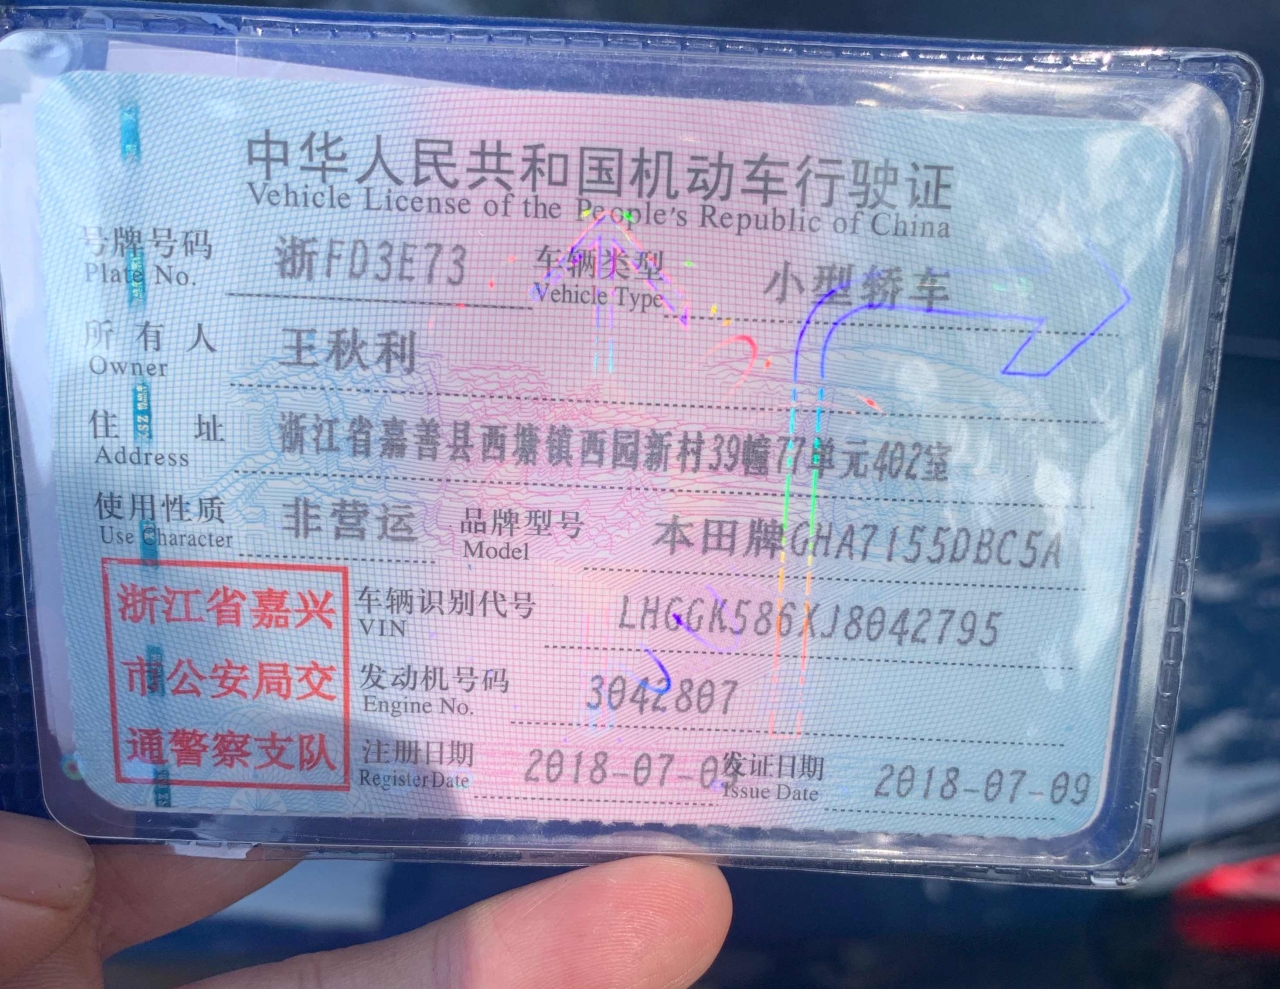 中华人民共和国机动车行驶证
Vehicle License of the People's Republic of China
号牌号码 浙FD3E73 车辆类型 小型轿车
Plate No. Vehicle Type
所有人 王秋利
Owner
住址 浙江省嘉善县西塘镇西园新村39幢77单元402室
Address
使用性质 非营运 品牌型号 本田牌GHA7155DBC5A
Use Character Model
浙江省嘉兴
市公安局交
通警察支队
车辆识别代号 LHGGK586XJ8042795
VIN
发动机号码 3042807
Engine No.
注册日期 2018-07-09 发证日期 2018-07-09
Register Date Issue Date